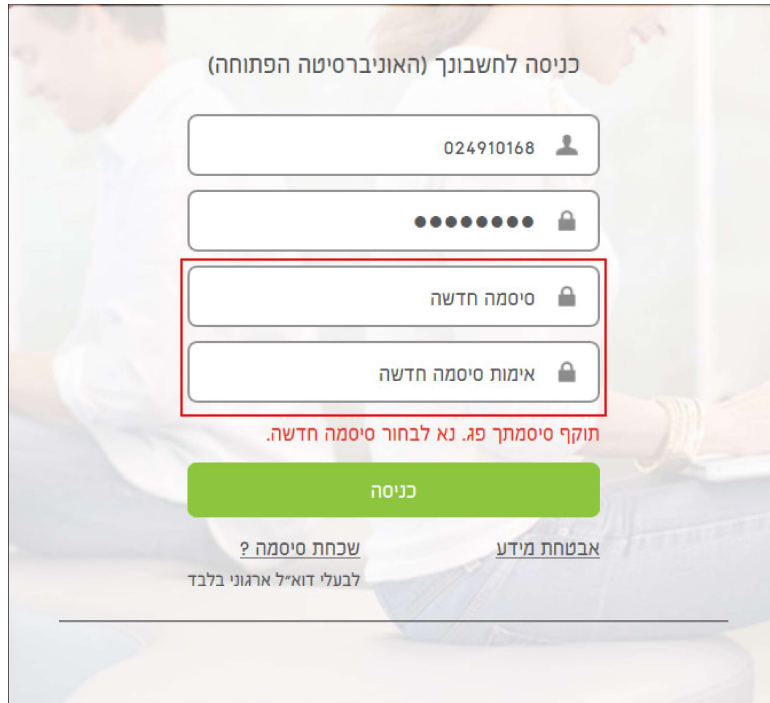 כניסה לחשבונך (האוניברסיטה הפתוחה)
024910168
●●●●●●●●
סיסמה חדשה
אימות סיסמה חדשה
תוקף סיסמתך פג. נא לבחור סיסמה חדשה.
כניסה
אבטחת מידע
שכחת סיסמה ?
לבעלי דוא״ל ארגוני בלבד